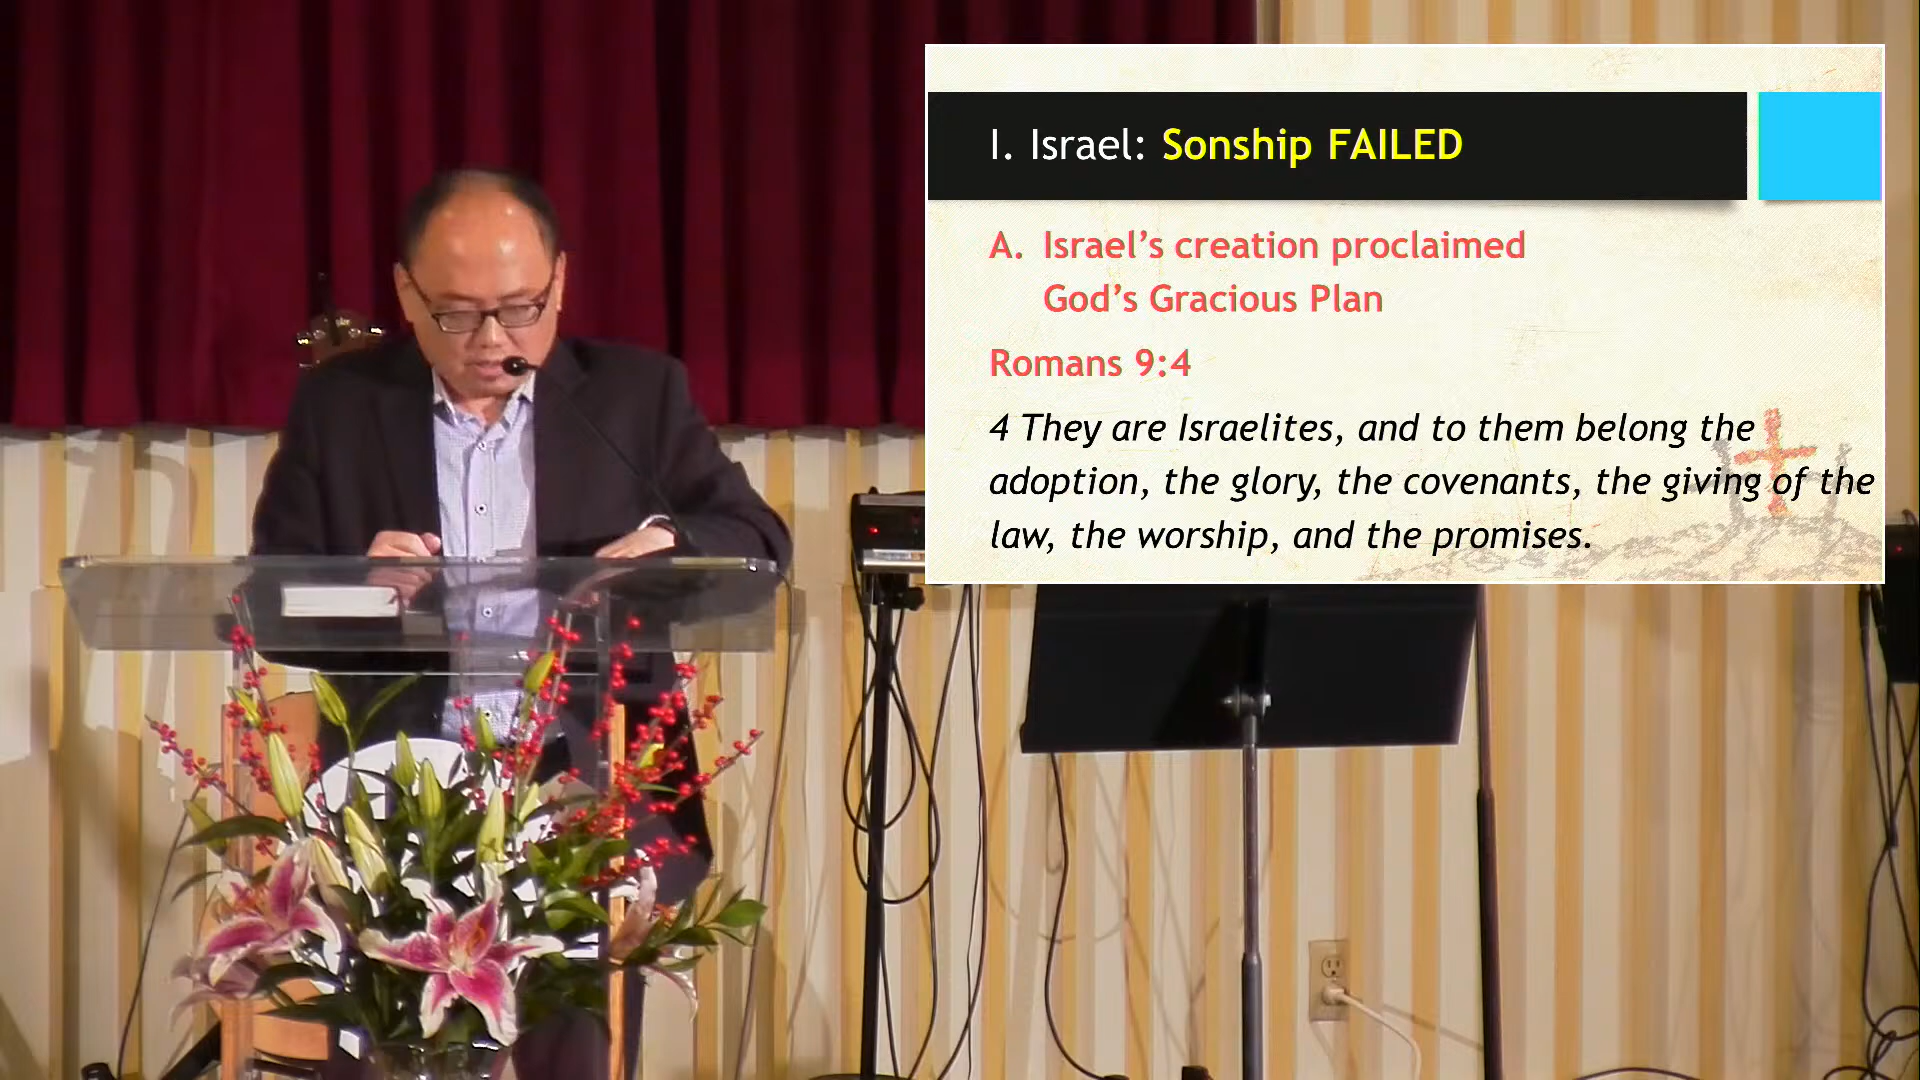 I. Israel: Sonship FAILED
A. Israel’s creation proclaimed
God’s Gracious Plan
Romans 9:4
4 They are Israelites, and to them belong the
adoption, the glory, the covenants, the giving of the
law, the worship, and the promises.